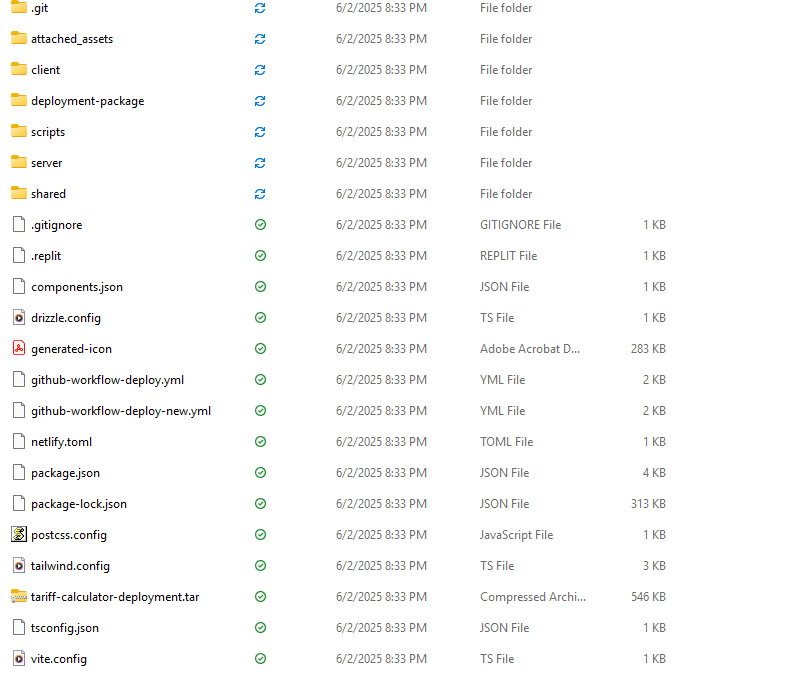 .git 6/2/2025 8:33 PM File folder
attached_assets 6/2/2025 8:33 PM File folder
client 6/2/2025 8:33 PM File folder
deployment-package 6/2/2025 8:33 PM File folder
scripts 6/2/2025 8:33 PM File folder
server 6/2/2025 8:33 PM File folder
shared 6/2/2025 8:33 PM File folder
.gitignore 6/2/2025 8:33 PM GITIGNORE File 1 KB
.replit 6/2/2025 8:33 PM REPLIT File 1 KB
components.json 6/2/2025 8:33 PM JSON File 1 KB
drizzle.config 6/2/2025 8:33 PM TS File 1 KB
generated-icon 6/2/2025 8:33 PM Adobe Acrobat D... 283 KB
github-workflow-deploy.yml 6/2/2025 8:33 PM YML File 2 KB
github-workflow-deploy-new.yml 6/2/2025 8:33 PM YML File 2 KB
netlify.toml 6/2/2025 8:33 PM TOML File 1 KB
package.json 6/2/2025 8:33 PM JSON File 4 KB
package-lock.json 6/2/2025 8:33 PM JSON File 313 KB
postcss.config 6/2/2025 8:33 PM JavaScript File 1 KB
tailwind.config 6/2/2025 8:33 PM TS File 3 KB
tariff-calculator-deployment.tar 6/2/2025 8:33 PM Compressed Archi... 546 KB
tsconfig.json 6/2/2025 8:33 PM JSON File 1 KB
vite.config 6/2/2025 8:33 PM TS File 1 KB